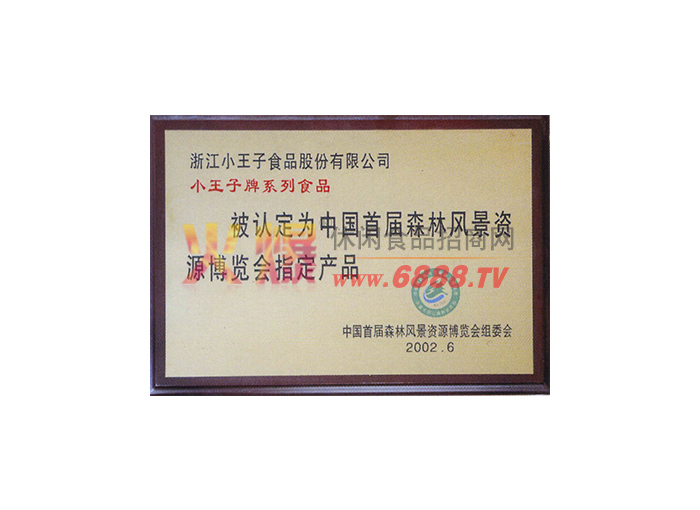 浙江小王子食品股份有限公司
小王子牌系列食品
被认定为中国首届森林风景资
源博览会指定产品
火爆
休闲食品招商网
www.6888.TV
中国首届森林风景资源博览会组委会
2002.6